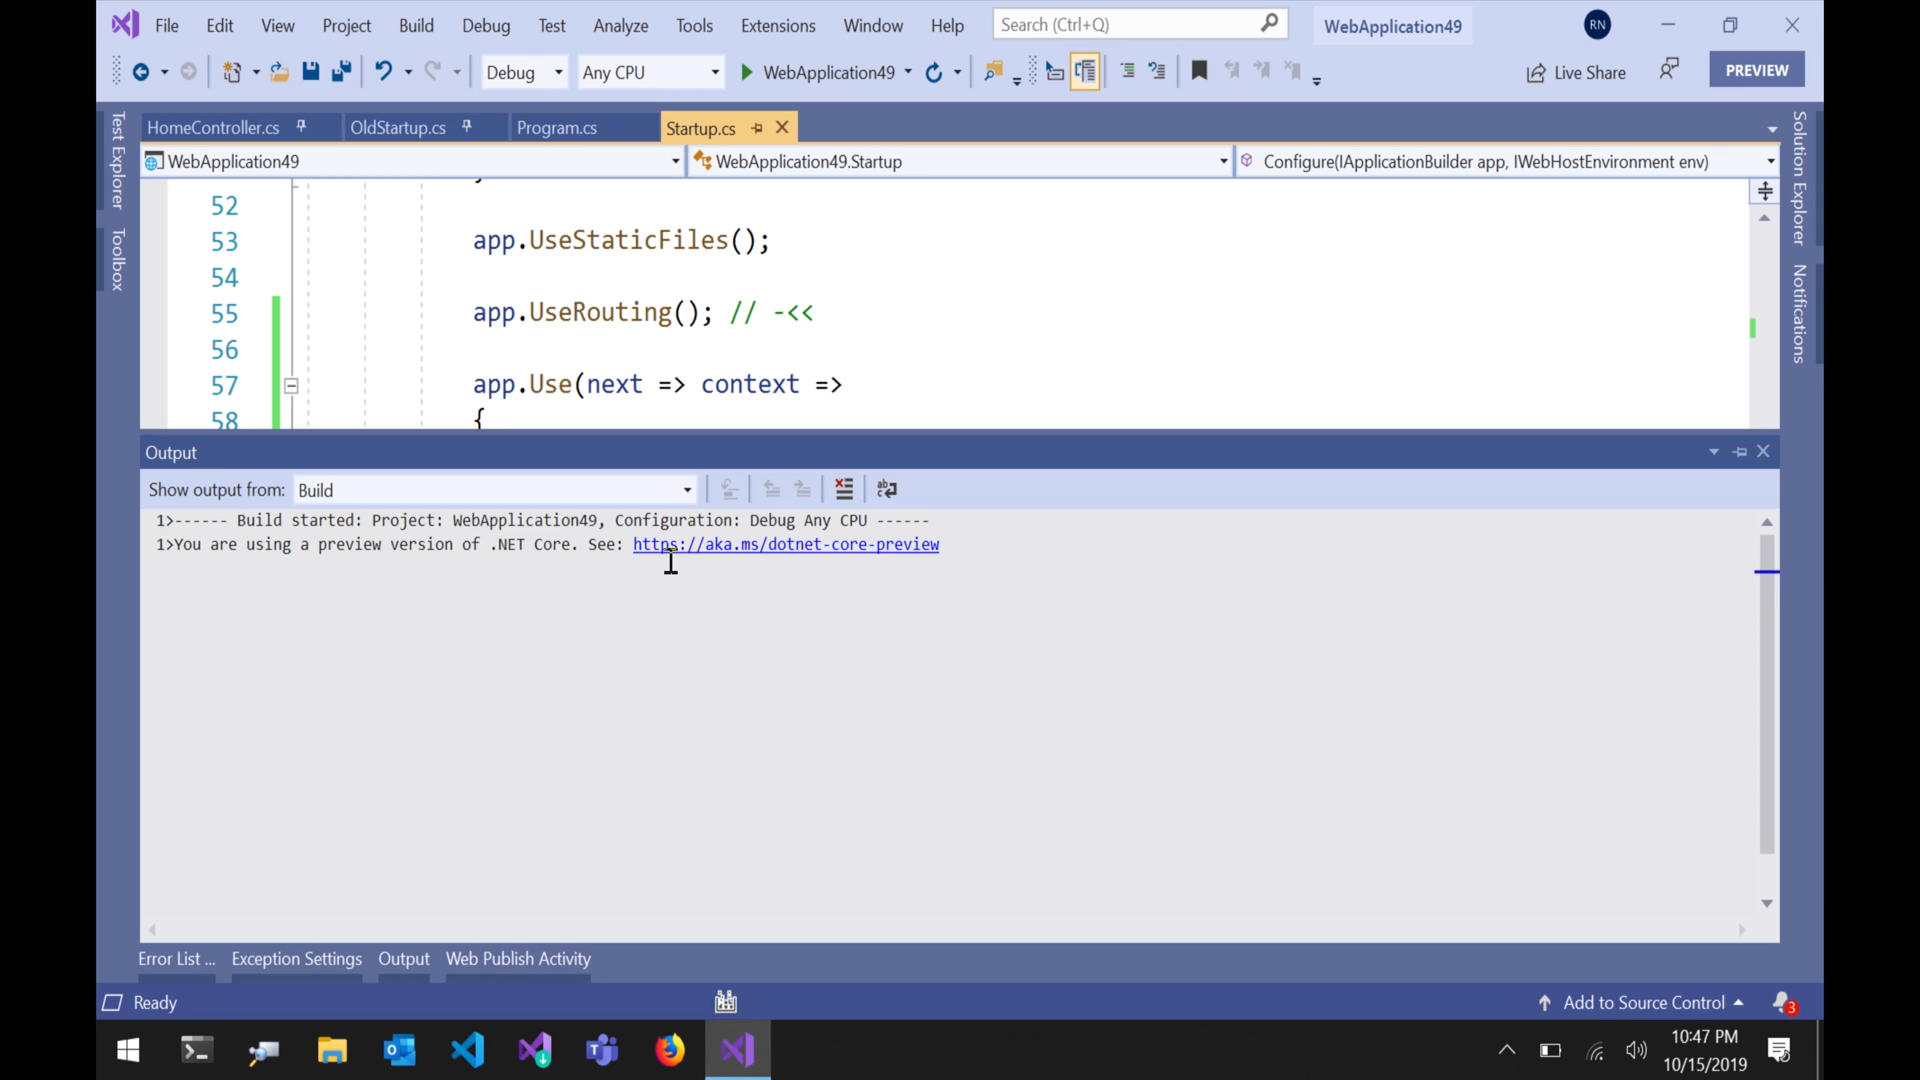 File Edit View Project Build Debug Test Analyze Tools Extensions Window Help Search (Ctrl+Q) WebApplication49 RN
Debug Any CPU WebApplication49 Live Share PREVIEW
HomeController.cs OldStartup.cs Program.cs Startup.cs
WebApplication49 WebApplication49.Startup Configure(IApplicationBuilder app, IWebHostEnvironment env)
Test Explorer
Toolbox
Solution Explorer
Notifications
52
53 app.UseStaticFiles();
54
55 app.UseRouting(); // -<<
56
57 app.Use(next => context =>
58 {
Output
Show output from: Build
1>------ Build started: Project: WebApplication49, Configuration: Debug Any CPU ------
1>You are using a preview version of .NET Core. See: https://aka.ms/dotnet-core-preview
Error List ... Exception Settings Output Web Publish Activity
Ready Add to Source Control 3
10:47 PM
10/15/2019